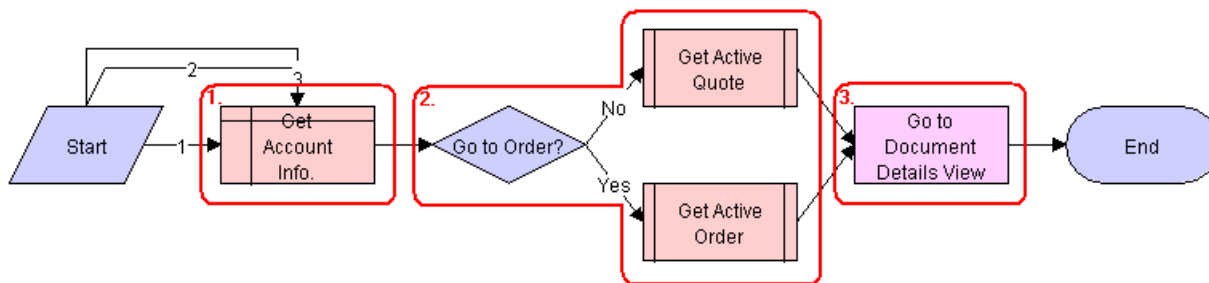 2
3
1.
2.
3.
Start
1
Get
Account
Info.
Go to Order?
No
Yes
Get Active
Quote
Get Active
Order
Go to
Document
Details View
End